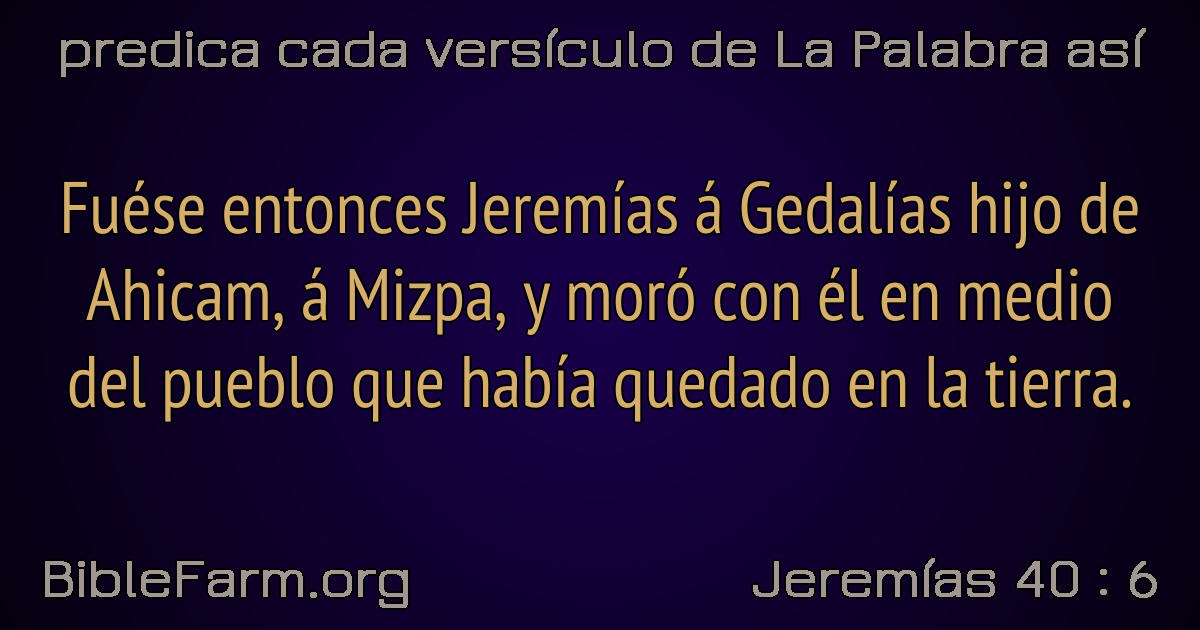 predica cada versículo de La Palabra así
Fuése entonces Jeremías á Gedalías hijo de
Ahicam, á Mizpa, y moró con él en medio
del pueblo que había quedado en la tierra.
BibleFarm.org
Jeremías 40 : 6